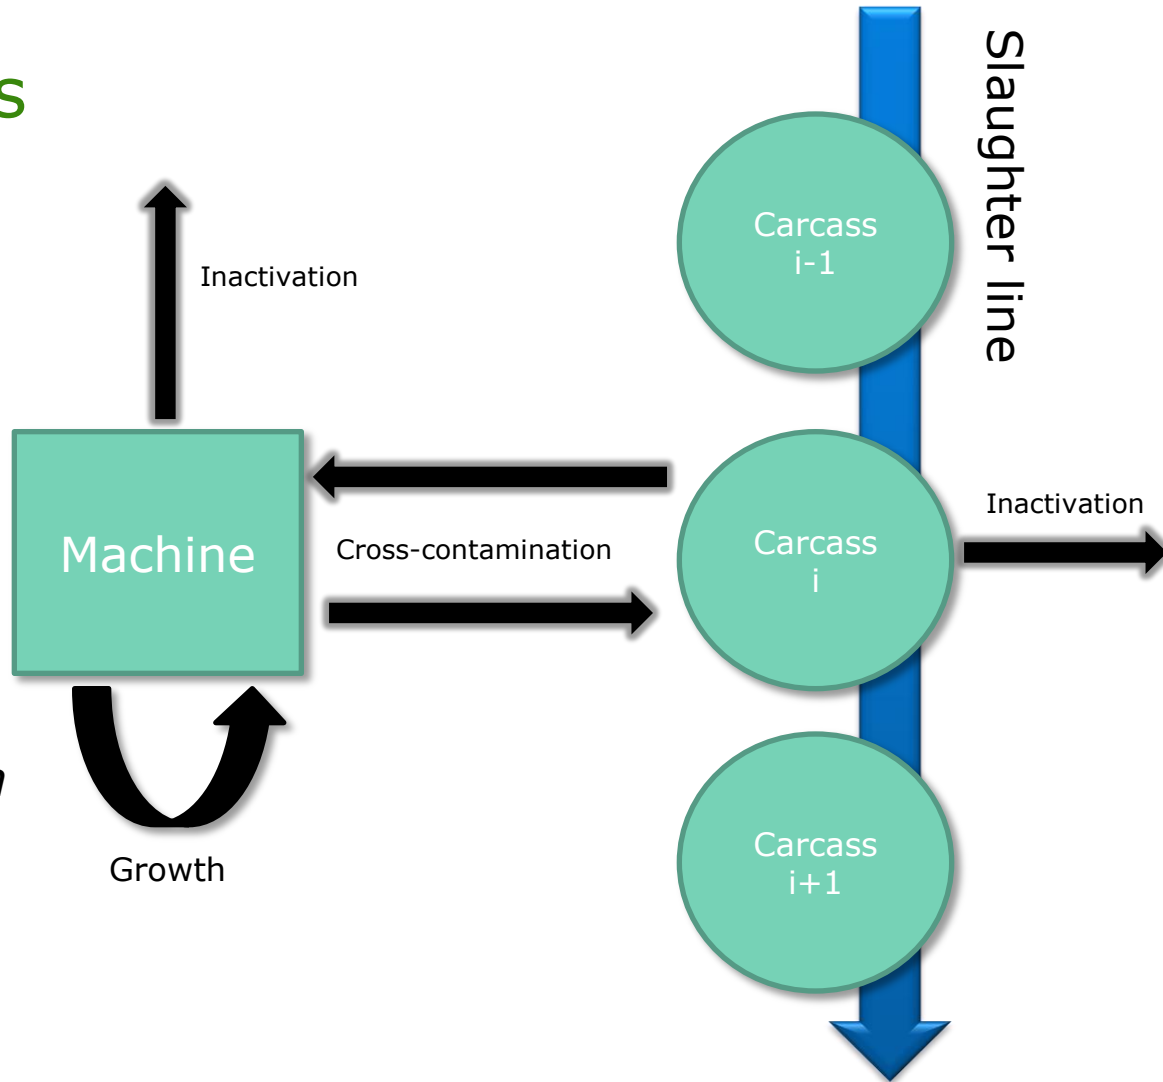 s
Slaughter line
Carcass
i-1
Inactivation
Machine
Cross-contamination
Carcass
i
Inactivation
Carcass
i+1
Growth